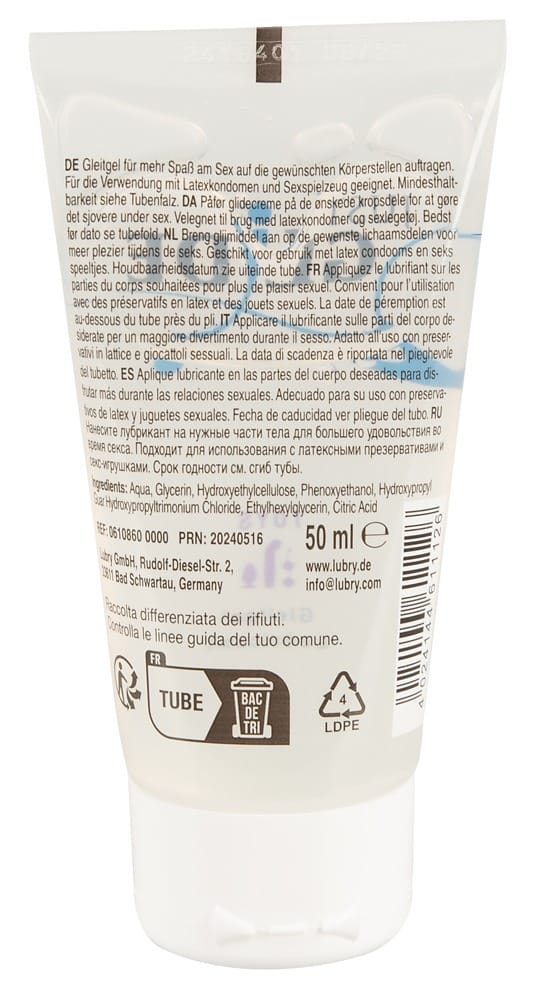 DE Gleitgel für mehr Spaß am Sex auf die gewünschten Körperstellen auftragen.
Für die Verwendung mit Latexkondomen und Sexspielzeug geeignet. Mindesthalt-
barkeit siehe Tubenfalz. DA Påfør glidecreme på de ønskede kropsdele for at gøre
det sjovere under sex. Velegnet til brug med latexkondomer og sexlegetøj. Bedst
før dato se tubefold. NL Breng glijmiddel aan op de gewenste lichaamsdelen voor
meer plezier tijdens de seks. Geschikt voor gebruik met latex condooms en seks
speeltjes. Houdbaarheidsdatum zie uiteinde tube. FR Appliquez le lubrifiant sur les
parties du corps souhaitées pour plus de plaisir sexuel. Convient pour l'utilisation
avec des préservatifs en latex et des jouets sexuels. La date de péremption est
au-dessous du tube près du pli. IT Applicare il lubrificante sulle parti del corpo de-
siderate per un maggiore divertimento durante il sesso. Adatto all'uso con preser-
vativi in lattice e giocattoli sessuali. La data di scadenza è riportata nel pieghevole
del tubetto. ES Aplique lubricante en las partes del cuerpo deseadas para dis-
frutar más durante las relaciones sexuales. Adecuado para su uso con preserva-
tivos de latex y juguetes sexuales. Fecha de caducidad ver pliegue del tubo. RU
Нанесите лубрикант на нужные части тела для большего удовольствия во
время секса. Подходит для использования с латексными презервативами и
секс-игрушками. Срок годности см. сгиб тубы.
Ingredients: Aqua, Glycerin, Hydroxyethylcellulose, Phenoxyethanol, Hydroxypropyl
Guar Hydroxypropyltrimonium Chloride, Ethylhexylglycerin, Citric Acid
REF: 0610860 0000 PRN: 20240516
50 ml ℮
Lubry GmbH, Rudolf-Diesel-Str. 2,
33611 Bad Schwartau, Germany
www.lubry.de
info@lubry.com
Raccolta differenziata dei rifiuti.
Controlla le linee guida del tuo comune.
FR
TUBE
BAC
DE
TRI
4
LDPE
4 024144 611126